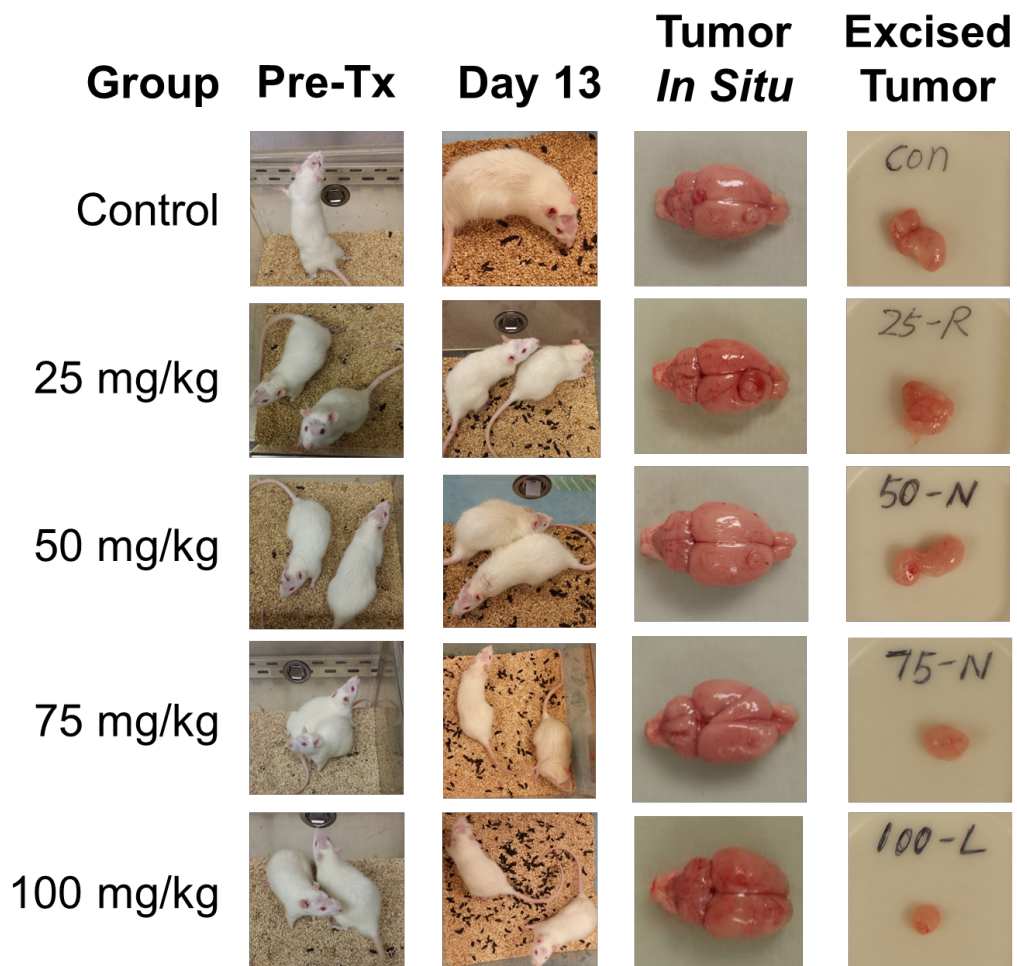 Group Pre-Tx Day 13 Tumor In Situ Excised Tumor
Control
con
25 mg/kg
25-R
50 mg/kg
50-N
75 mg/kg
75-N
100 mg/kg
100-L